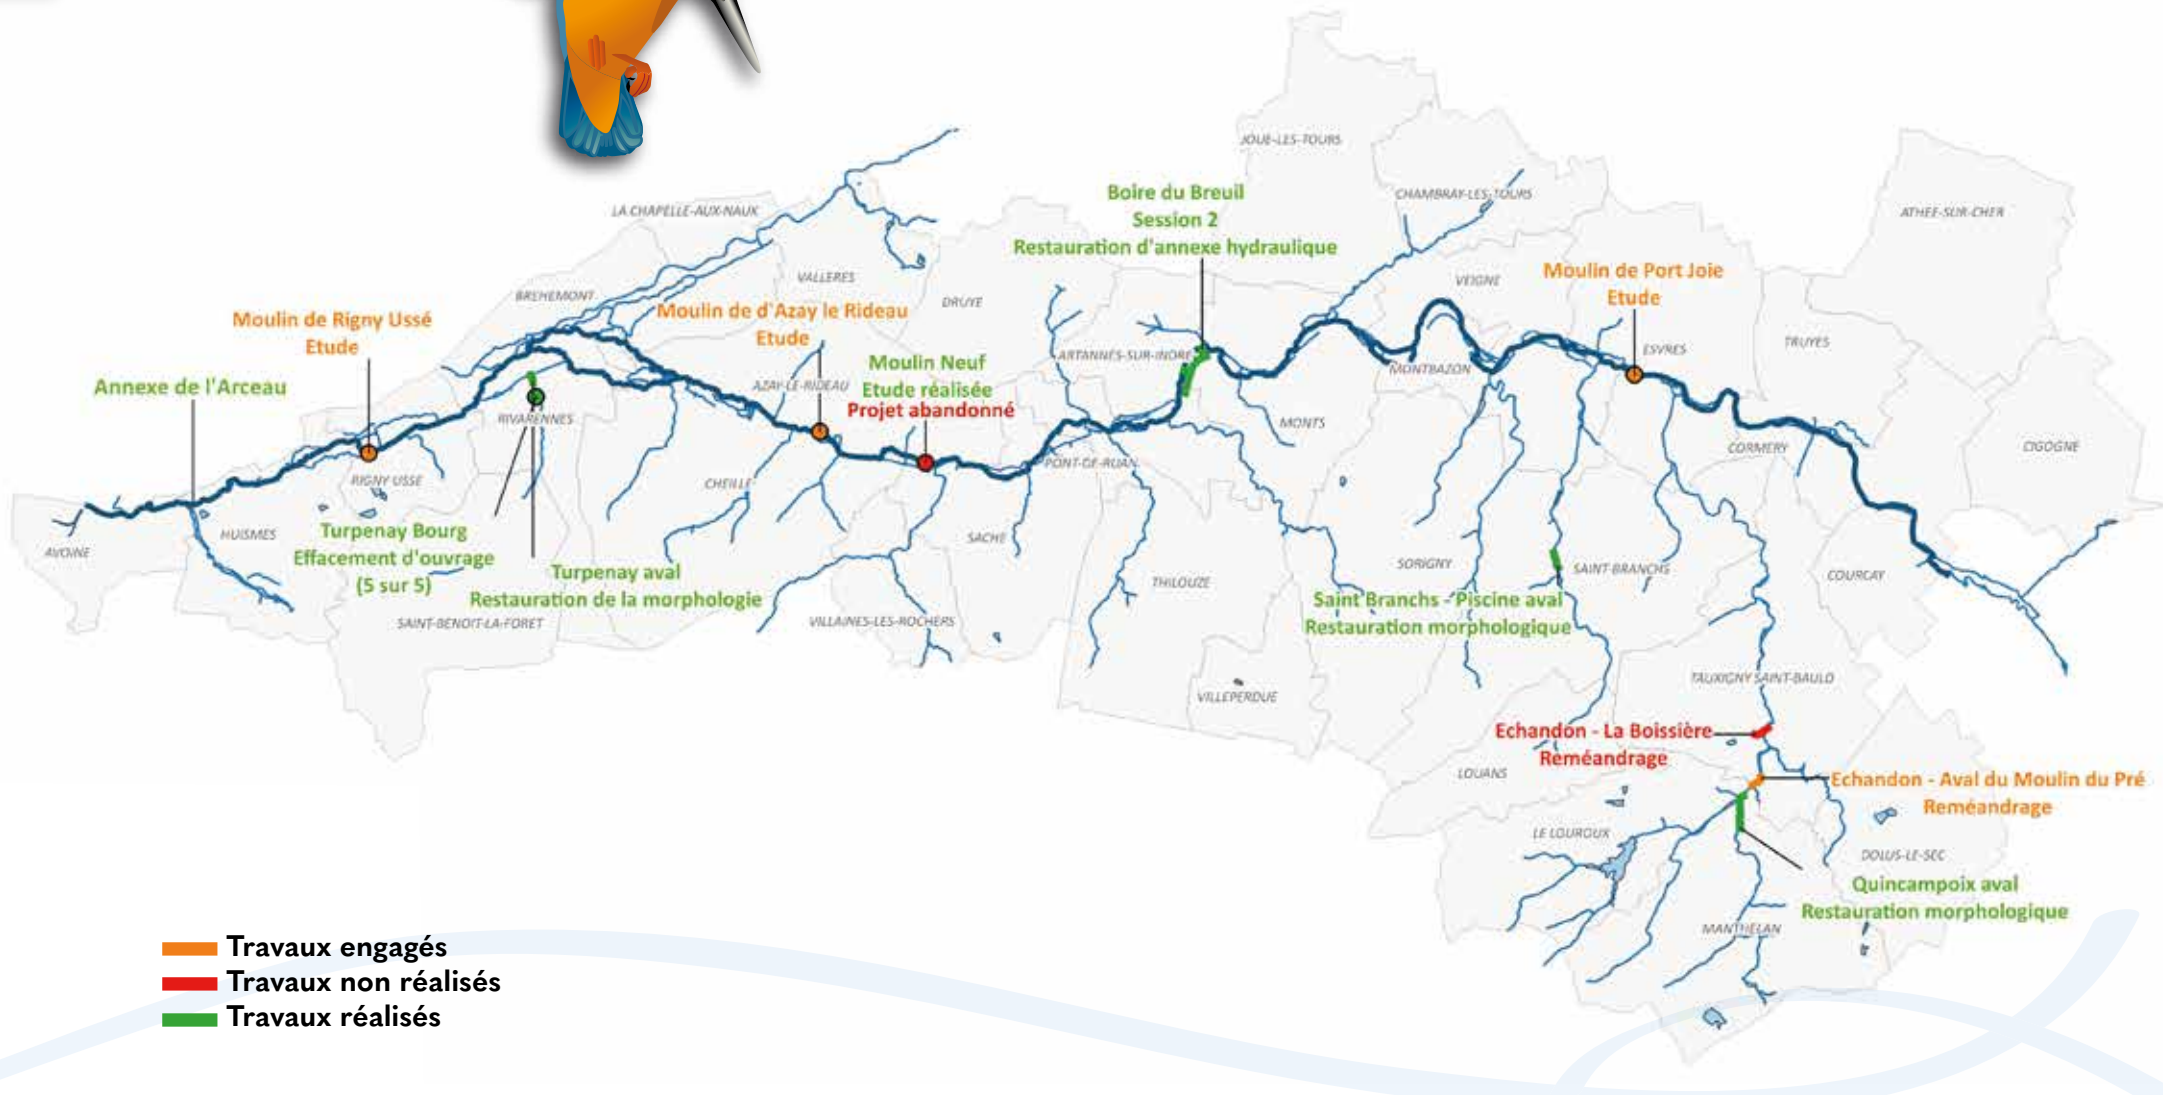 JOUE-LES-TOURS
Boire du Breuil
Session 2
Restauration d'annexe hydraulique
CHAMBRAY-LES-TOURS
ATHEE-SUR-CHER
LA CHAPELLE-AUX-NAUX
VALLERES
BREHEMONT
DRUYE
VEIGNE
Moulin de Port Joie
Etude
Moulin de Rigny Ussé
Etude
Moulin de d'Azay le Rideau
Etude
Moulin Neuf
Etude réalisée
Projet abandonné
ARTANNES-SUR-INDRE
MONTBAZON
ESVRES
TRUYES
Annexe de l'Arceau
AZAY-LE-RIDEAU
RIVARENNES
MONTS
CORMERY
CIGOGNE
RIGNY USSE
CHEILLE
PONT-DE-RUAN
HUISMES
AVOINE
Turpenay Bourg
Effacement d'ouvrage
(5 sur 5)
Turpenay aval
Restauration de la morphologie
SACHE
THILOUZE
SORIGNY
SAINT-BRANCHS
COURCAY
Saint Branchs - Piscine aval
Restauration morphologique
SAINT-BENOIT-LA-FORET
VILLAINES-LES-ROCHERS
VILLEPERDUE
TAUXIGNY SAINT-BAULD
Echandon - La Boissière
Reméandrage
LOUANS
Echandon - Aval du Moulin du Pré
Reméandrage
LE LOUROUX
DOLUS-LE-SEC
Quincampoix aval
Restauration morphologique
MANTHELAN
Travaux engagés
Travaux non réalisés
Travaux réalisés